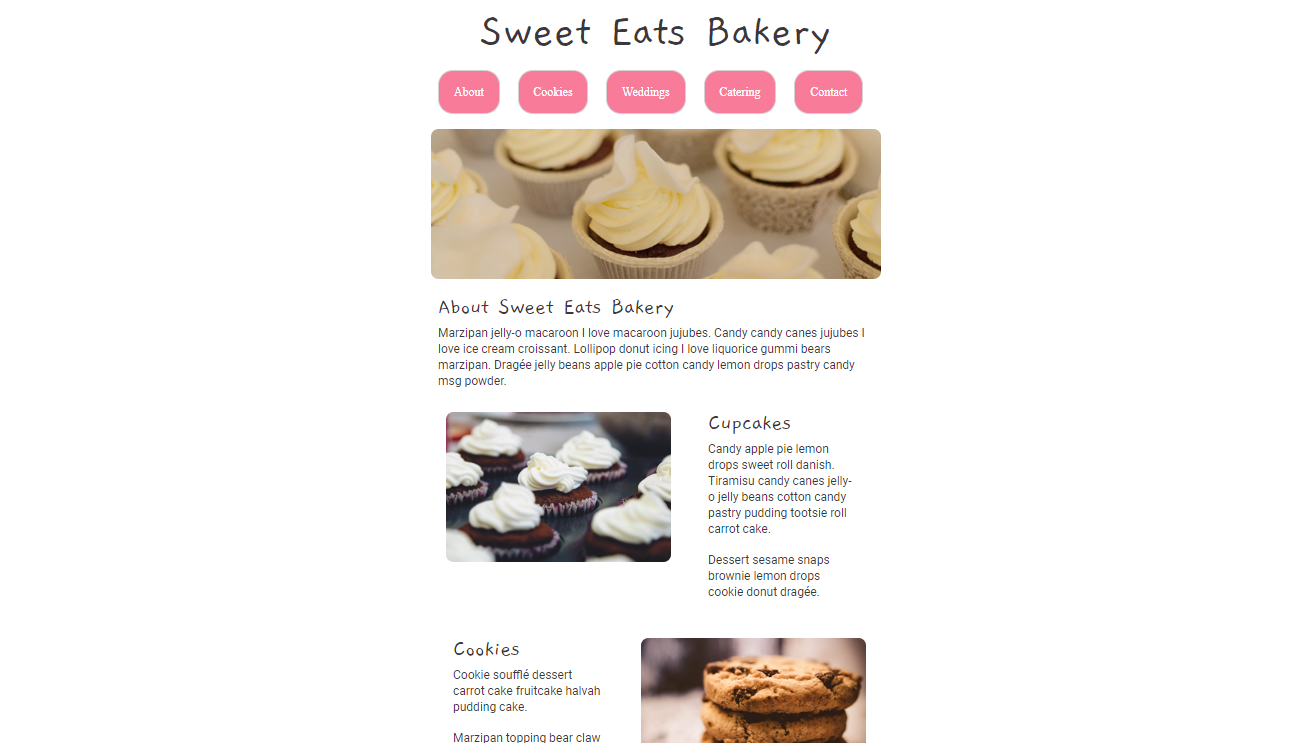 Sweet Eats Bakery
About
Cookies
Weddings
Catering
Contact
About Sweet Eats Bakery
Marzipan jelly-o macaroon I love macaroon jujubes. Candy candy canes jujubes I
love ice cream croissant. Lollipop donut icing I love liquorice gummi bears
marzipan. Dragée jelly beans apple pie cotton candy lemon drops pastry candy
msg powder.
Cupcakes
Candy apple pie lemon
drops sweet roll danish.
Tiramisu candy canes jelly-
o jelly beans cotton candy
pastry pudding tootsie roll
carrot cake.
Dessert sesame snaps
brownie lemon drops
cookie donut dragée.
Cookies
Cookie soufflé dessert
carrot cake fruitcake halvah
pudding cake.
Marzipan topping bear claw